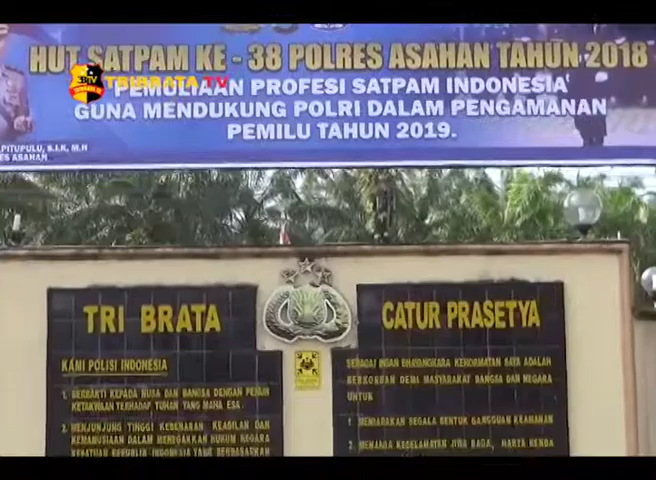 HUT SATPAM KE - 38 POLRES ASAHAN TAHUN 2018
TRIBRATA TV
PROFESI SATPAM INDONESIA
GUNA MENDUKUNG POLRI DALAM PENGAMANAN
PEMILU TAHUN 2019.
PITUPULU, S.I.K, M.H
RES ASAHAN
TRI BRATA
KAMI POLISI INDONESIA
1. BERBAKTI KEPADA NUSA DAN BANGSA DENGAN PENUH
KETAKWAAN TERHADAP TUHAN YANG MAHA ESA.
2. MENJUNJUNG TINGGI KEBENARAN, KEADILAN DAN
KEMANUSIAAN DALAM MENEGAKKAN HUKUM NEGARA
CATUR PRASETYA
SEBAGAI INSAN BHAYANGKARA KEHORMATAN SAYA ADALAH
BERKORBAN DEMI MASYARAKAT BANGSA DAN NEGARA
UNTUK
1. MENIADAKAN SEGALA BENTUK GANGGUAN KEAMANAN
2. MENJAGA KESELAMATAN JIWA RAGA, HARTA BENDA